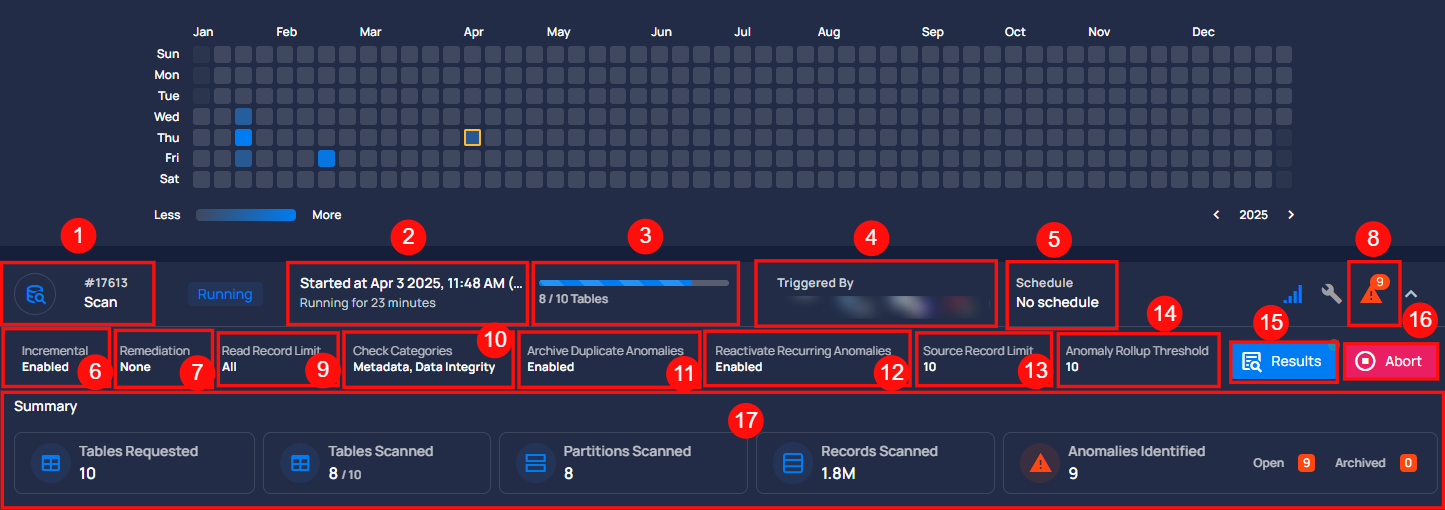 Jan Feb Mar Apr May Jun Jul Aug Sep Oct Nov Dec
Sun
Mon
Tue
Wed
Thu
Fri
Sat
Less More
2025
1 2 3 4 5 8
#17613
Scan
Running
Started at Apr 3 2025, 11:48 AM (...
Running for 23 minutes
8 / 10 Tables
Triggered By
Schedule
No schedule
9
Incremental
Enabled
6
Remediation
None
7
Read Record Limit
All
9
Check Categories
Metadata, Data Integrity
10
Archive Duplicate Anomalies
Enabled
11
Reactivate Recurring Anomalies
Enabled
12
Source Record Limit
10
13
Anomaly Rollup Threshold
10
14
15
Results
16
Abort
Summary
17
Tables Requested
10
Tables Scanned
8 / 10
Partitions Scanned
8
Records Scanned
1.8M
Anomalies Identified
9
Open 9 Archived 0